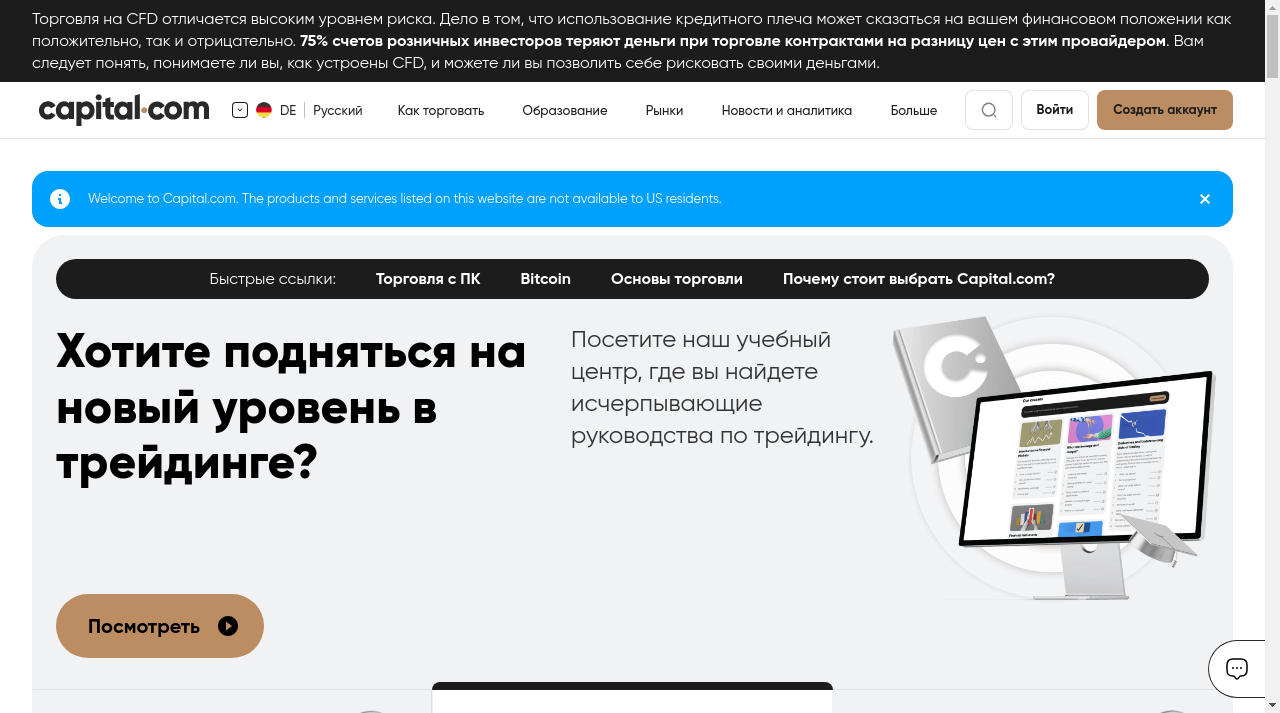 Торговля на CFD отличается высоким уровнем риска. Дело в том, что использование кредитного плеча может сказаться на вашем финансовом положении как
положительно, так и отрицательно. 75% счетов розничных инвесторов теряют деньги при торговле контрактами на разницу цен с этим провайдером. Вам
следует понять, понимаете ли вы, как устроены CFD, и можете ли вы позволить себе рисковать своими деньгами.
capital.com DE Русский Как торговать Образование Рынки Новости и аналитика Больше Войти Создать аккаунт
Welcome to Capital.com. The products and services listed on this website are not available to US residents.
Быстрые ссылки: Торговля с ПК Bitcoin Основы торговли Почему стоит выбрать Capital.com?
Хотите подняться на
новый уровень в
трейдинге?
Посетите наш учебный
центр, где вы найдете
исчерпывающие
руководства по трейдингу.
Посмотреть